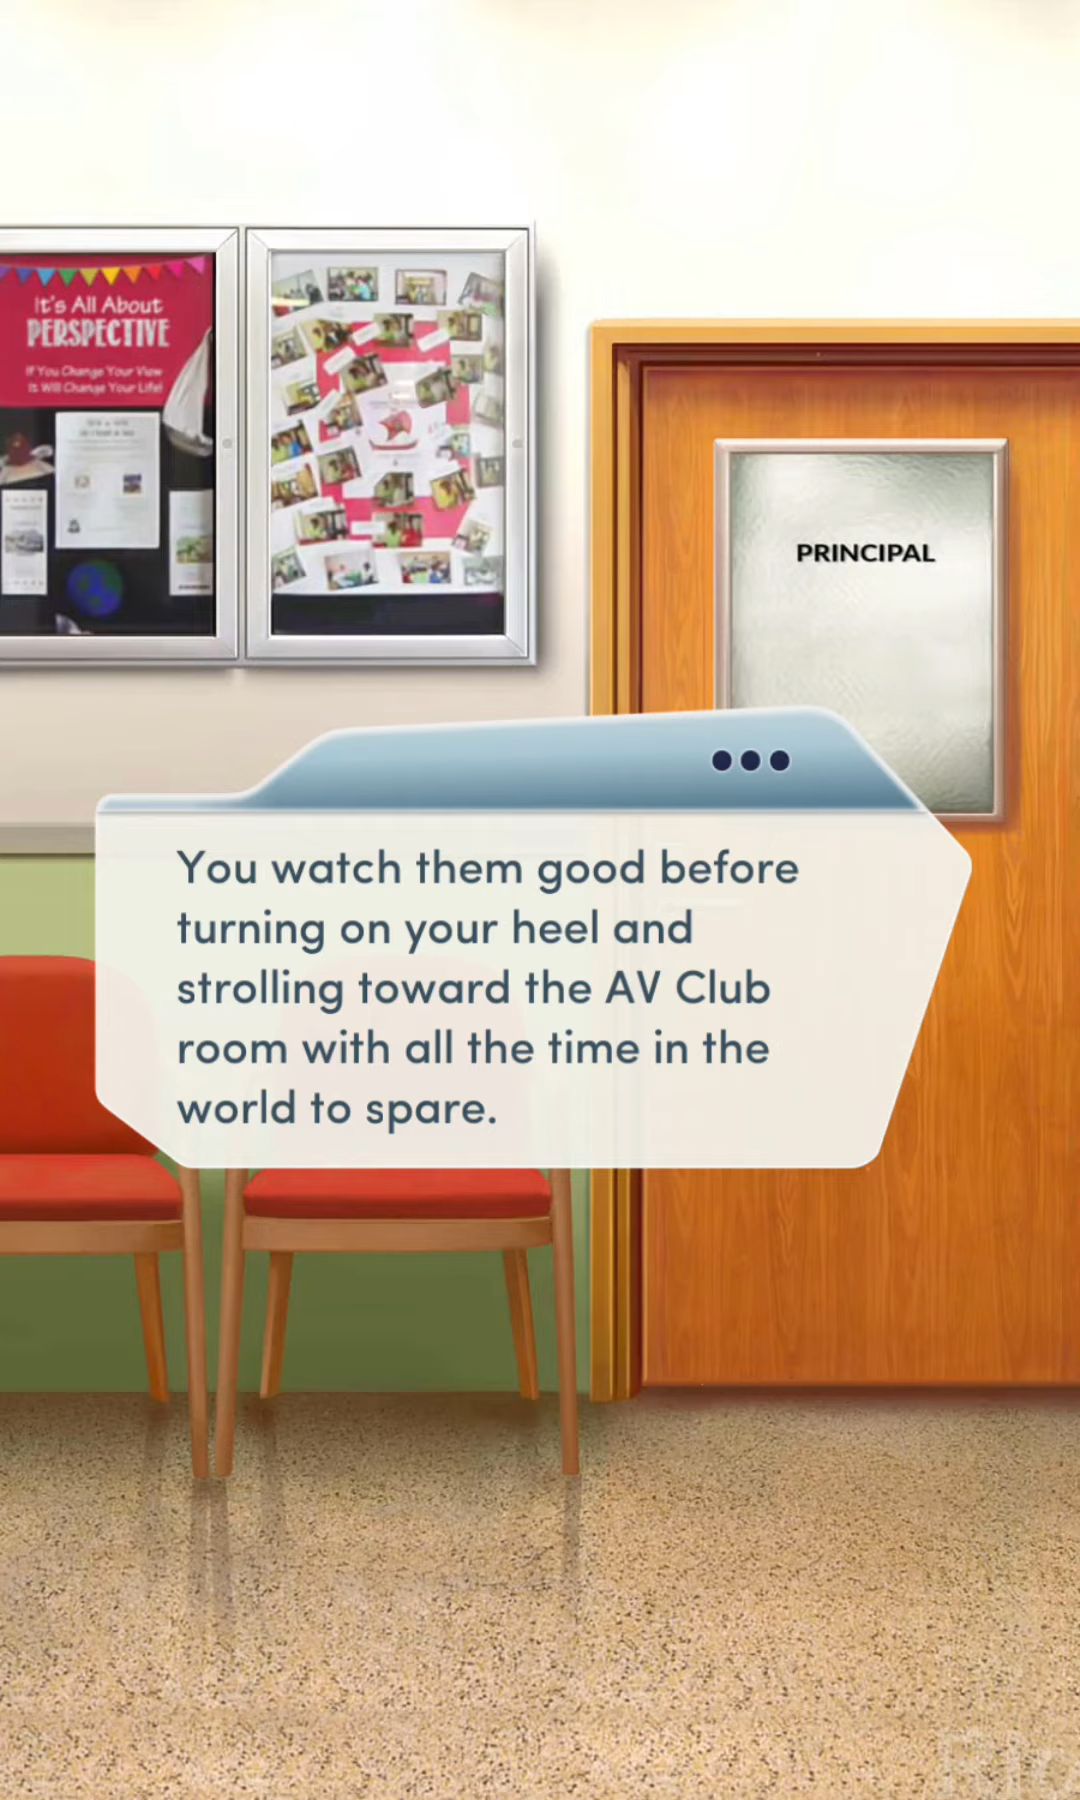 It's All About
PERSPECTIVE
If You Change Your View
It Will Change Your Life!
PRINCIPAL
You watch them good before
turning on your heel and
strolling toward the AV Club
room with all the time in the
world to spare.